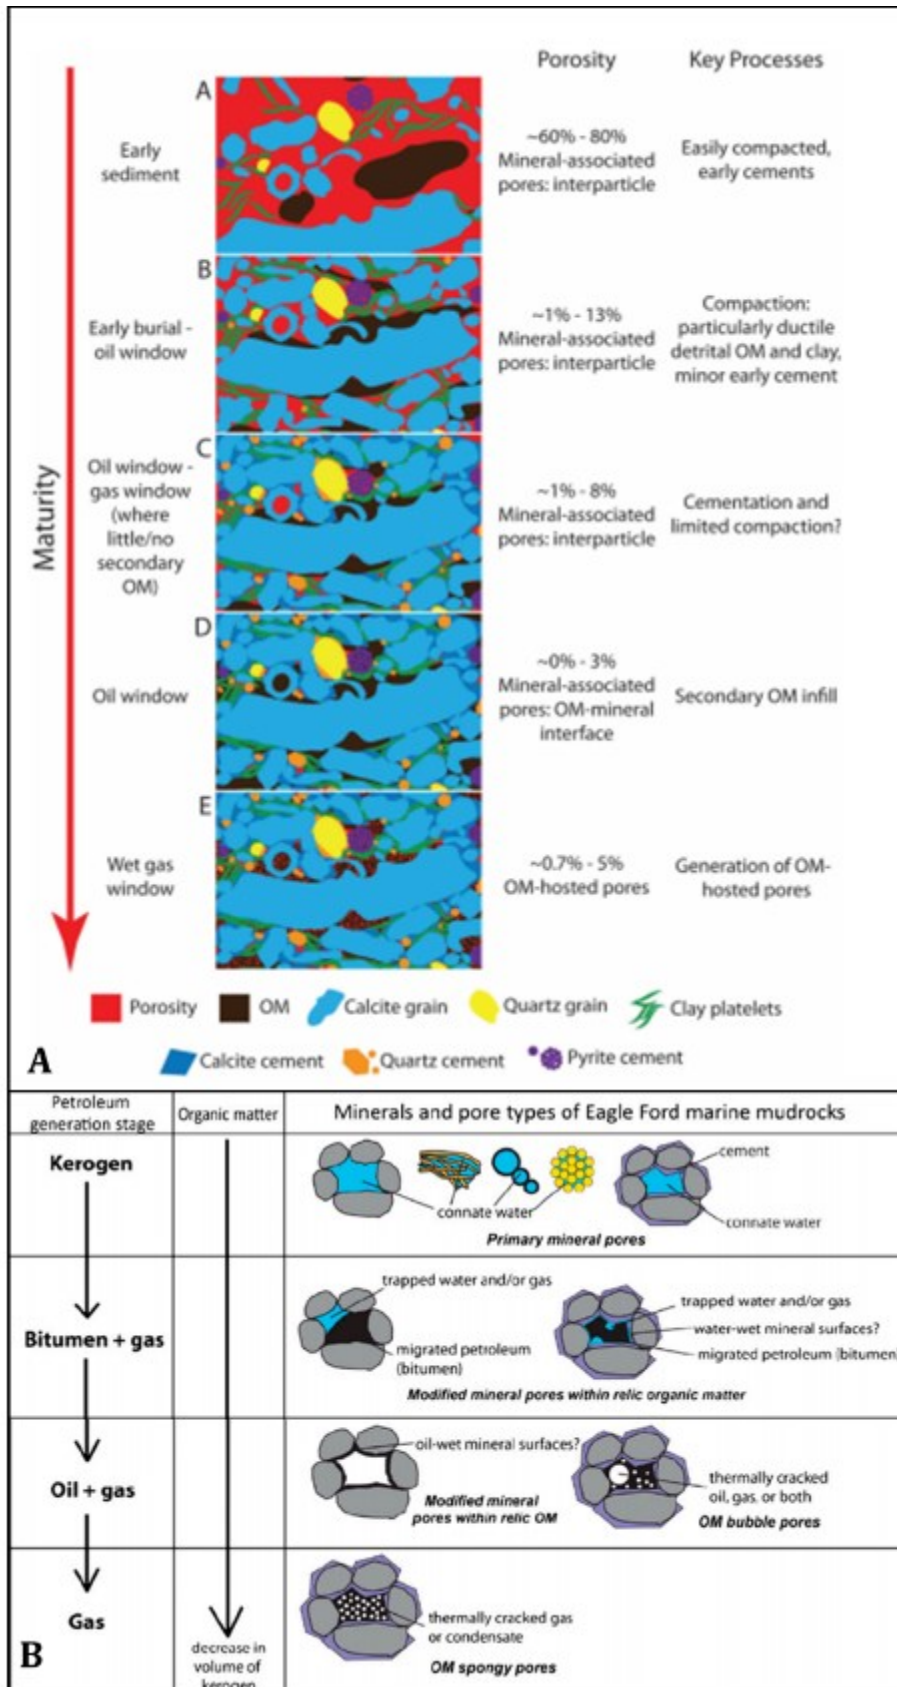 Porosity
Key Processes
Maturity
A
Early
sediment
~60% - 80%
Mineral-associated
pores: interparticle
Easily compacted,
early cements
B
Early burial -
oil window
~1% - 13%
Mineral-associated
pores: interparticle
Compaction:
particularly ductile
detrital OM and clay,
minor early cement
C
Oil window -
gas window
(where
little/no
secondary
OM)
~1% - 8%
Mineral-associated
pores: interparticle
Cementation and
limited compaction?
D
Oil window
~0% - 3%
Mineral-associated
pores: OM-mineral
interface
Secondary OM infill
E
Wet gas
window
~0.7% - 5%
OM-hosted pores
Generation of OM-
hosted pores
Porosity
OM
Calcite grain
Quartz grain
Clay platelets
Calcite cement
Quartz cement
Pyrite cement
A
Petroleum
generation stage
Organic matter
Minerals and pore types of Eagle Ford marine mudrocks
Kerogen
cement
connate water
connate water
Primary mineral pores
Bitumen + gas
trapped water and/or gas
migrated petroleum
(bitumen)
trapped water and/or gas
water-wet mineral surfaces?
migrated petroleum (bitumen)
Modified mineral pores within relic organic matter
Oil + gas
oil-wet mineral surfaces?
Modified mineral
pores within relic OM
thermally cracked
oil, gas, or both
OM bubble pores
Gas
decrease in
volume of
kerogen
thermally cracked gas
or condensate
OM spongy pores
B